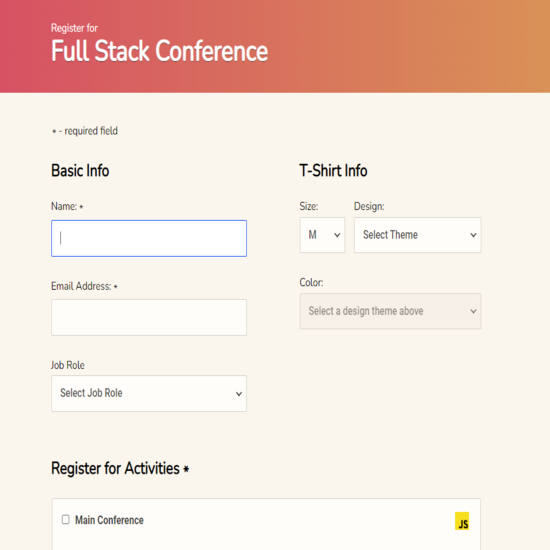 Register for
Full Stack Conference
* - required field
Basic Info
Name: *
Email Address: *
Job Role
Select Job Role
T-Shirt Info
Size:
M
Design:
Select Theme
Color:
Select a design theme above
Register for Activities *
Main Conference
JS